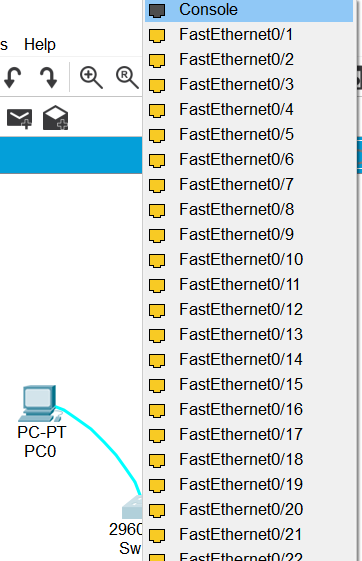 Console
s Help
FastEthernet0/1
FastEthernet0/2
R
FastEthernet0/3
FastEthernet0/4
FastEthernet0/5
FastEthernet0/6
FastEthernet0/7
FastEthernet0/8
FastEthernet0/9
FastEthernet0/10
FastEthernet0/11
FastEthernet0/12
FastEthernet0/13
FastEthernet0/14
FastEthernet0/15
FastEthernet0/16
FastEthernet0/17
FastEthernet0/18
FastEthernet0/19
FastEthernet0/20
FastEthernet0/21
FastEthernet0/22
PC-PT
PC0
2960
Sw